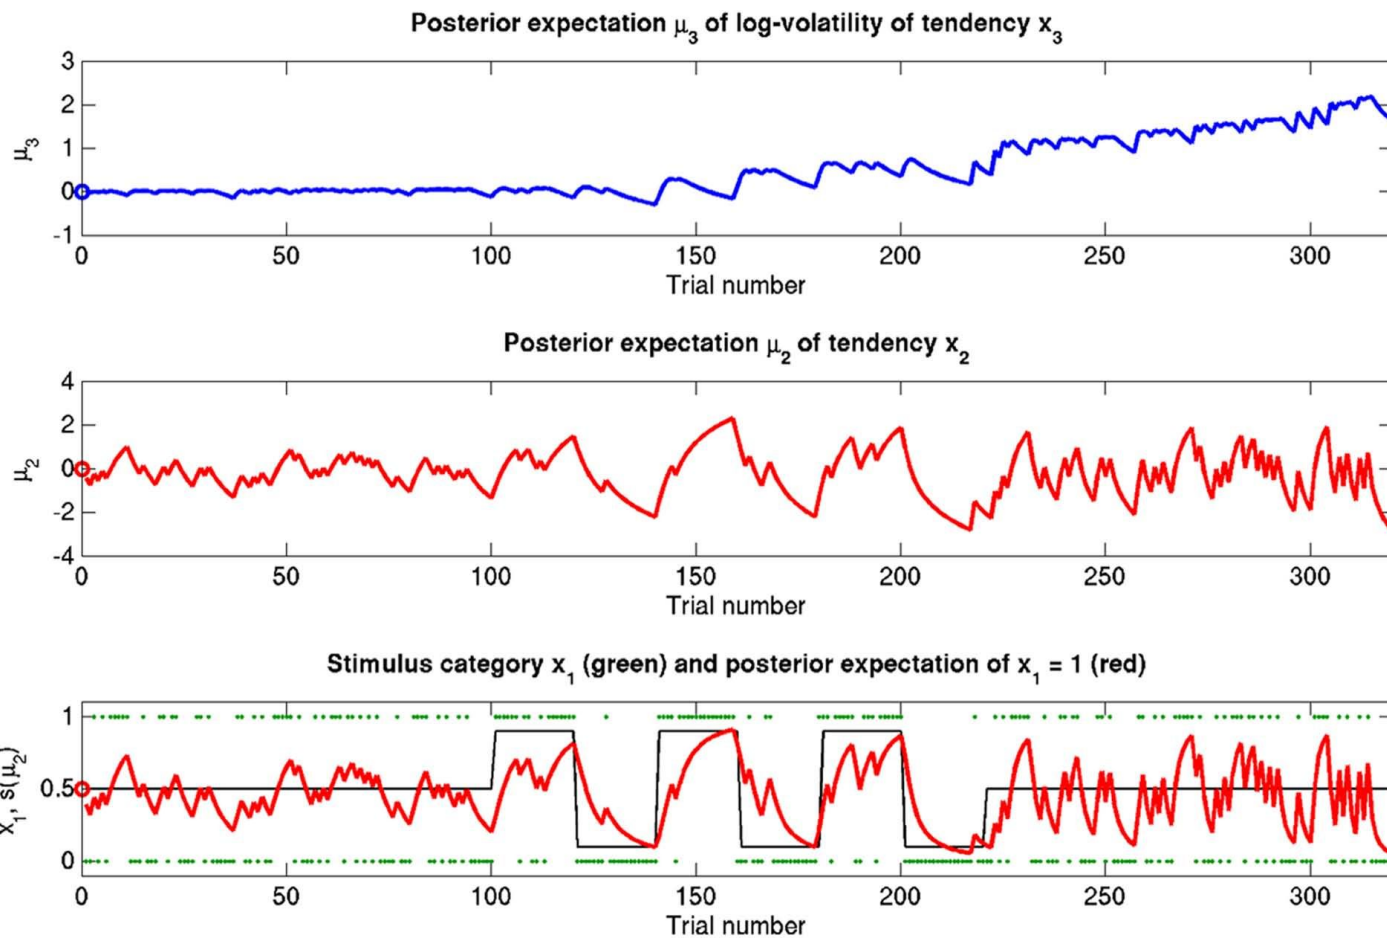 Posterior expectation μ₃ of log-volatility of tendency x₃
3
2
1
0
-1
μ₃
0 50 100 150 200 250 300
Trial number
Posterior expectation μ₂ of tendency x₂
4
2
0
-2
-4
μ₂
0 50 100 150 200 250 300
Trial number
Stimulus category x₁ (green) and posterior expectation of x₁ = 1 (red)
1
0.5
0
x₁, s(μ₂)
0 50 100 150 200 250 300
Trial number